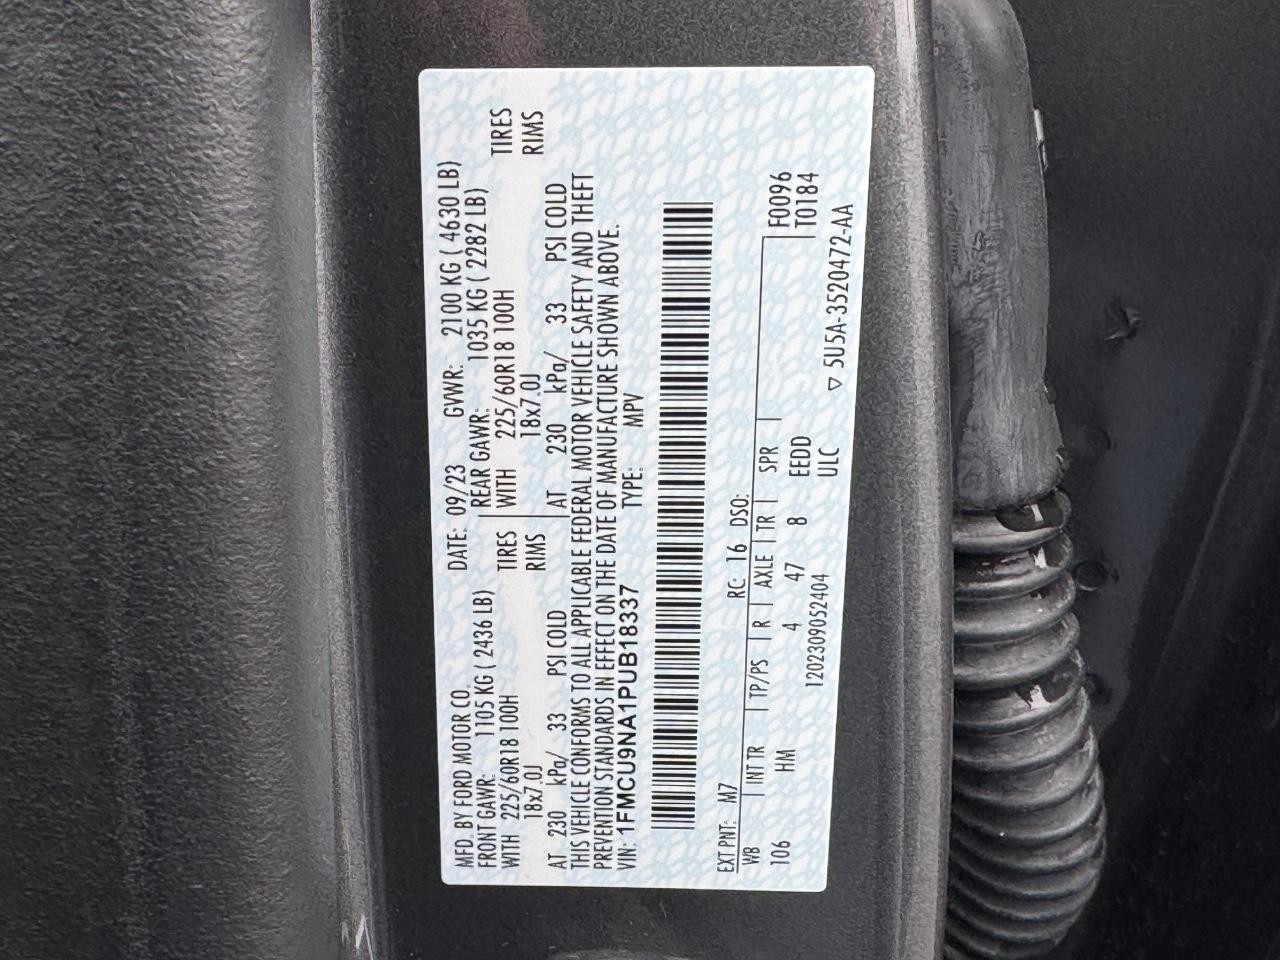 MFD. BY FORD MOTOR CO. DATE: 09/23 GVWR: 2100 KG ( 4630 LB)
FRONT GAWR: 1105 KG ( 2436 LB) REAR GAWR: 1035 KG ( 2282 LB)
WITH 225/60R18 100H TIRES WITH 225/60R18 100H TIRES
18x7.0J RIMS 18x7.0J RIMS
AT 230 kPa/ 33 PSI COLD AT 230 kPa/ 33 PSI COLD
THIS VEHICLE CONFORMS TO ALL APPLICABLE FEDERAL MOTOR VEHICLE SAFETY AND THEFT
PREVENTION STANDARDS IN EFFECT ON THE DATE OF MANUFACTURE SHOWN ABOVE.
VIN: 1FMCU9NA1PUB18337 TYPE: MPV
EXT PNT: M7 RC: 16 DSO:
WB INT TR TP/PS R AXLE TR SPR F0096
106 HM 4 47 8 EEDD T0184
1202309052404 ULC
▽ 5U5A-3520472-AA